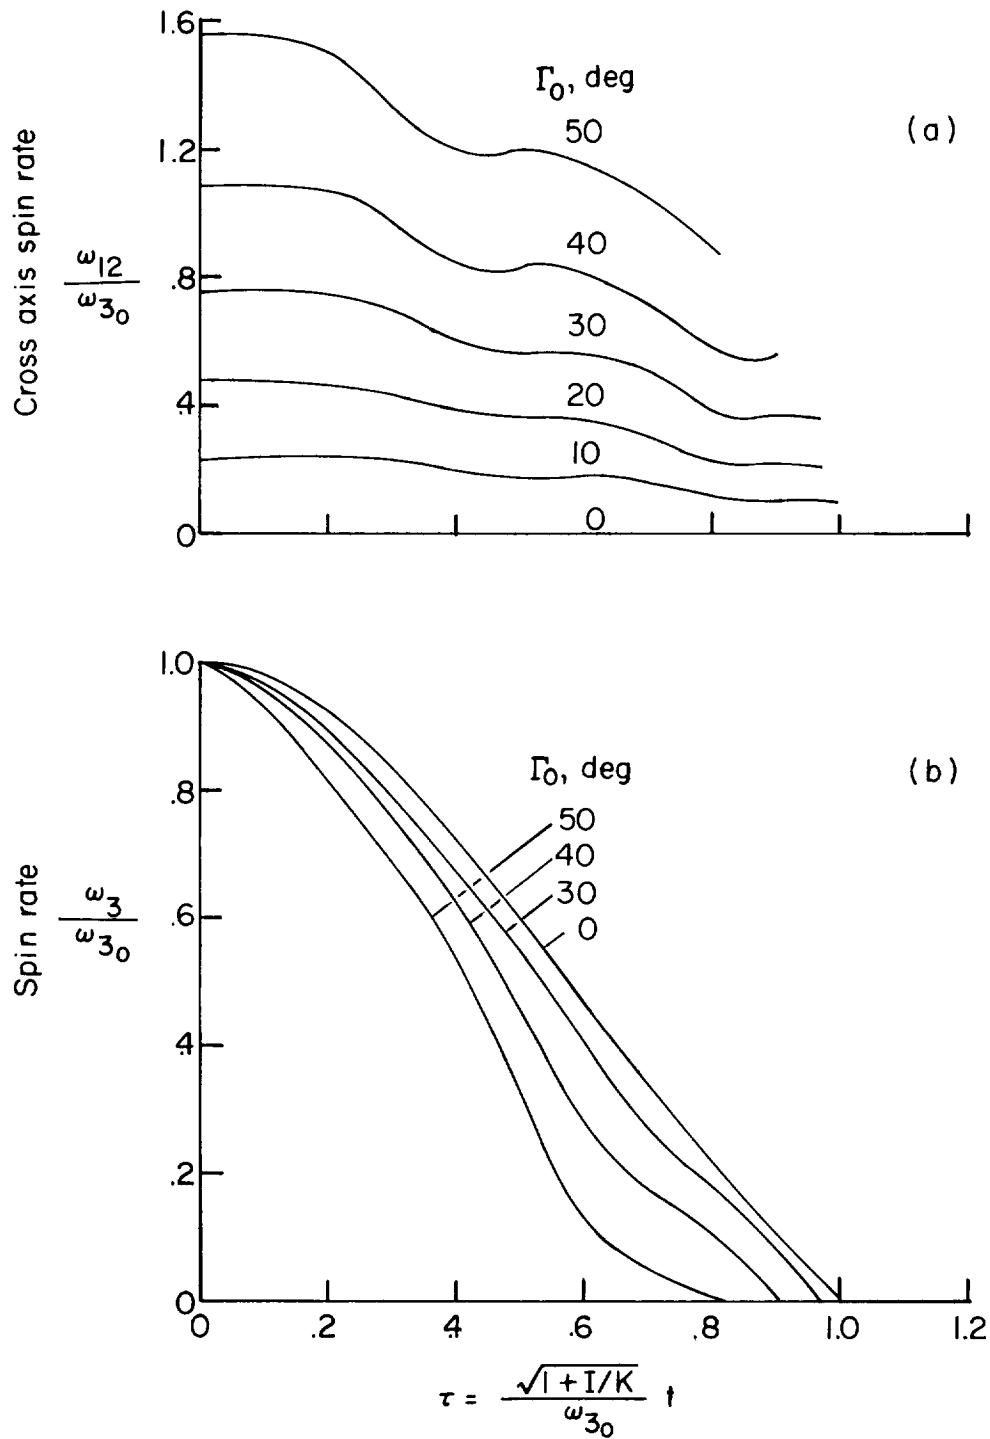 1.6
1.2
.8
.4
0
Cross axis spin rate
ω12
ω30
Γ0, deg
50
40
30
20
10
0
(a)
1.0
.8
.6
.4
.2
0
Spin rate
ω3
ω30
Γ0, deg
50
40
30
0
(b)
0 .2 .4 .6 .8 1.0 1.2
τ = √1 + I/K / ω30 t